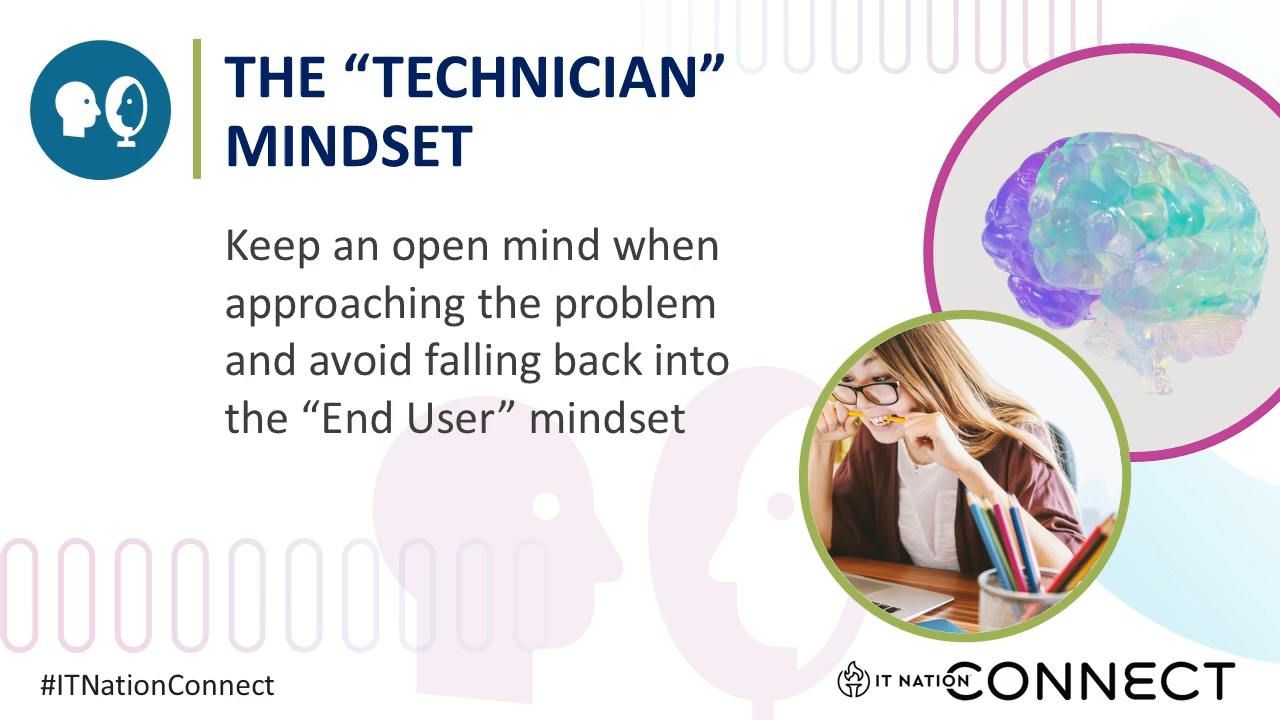 THE “TECHNICIAN”
MINDSET
Keep an open mind when
approaching the problem
and avoid falling back into
the “End User” mindset
#ITNationConnect
IT NATION CONNECT